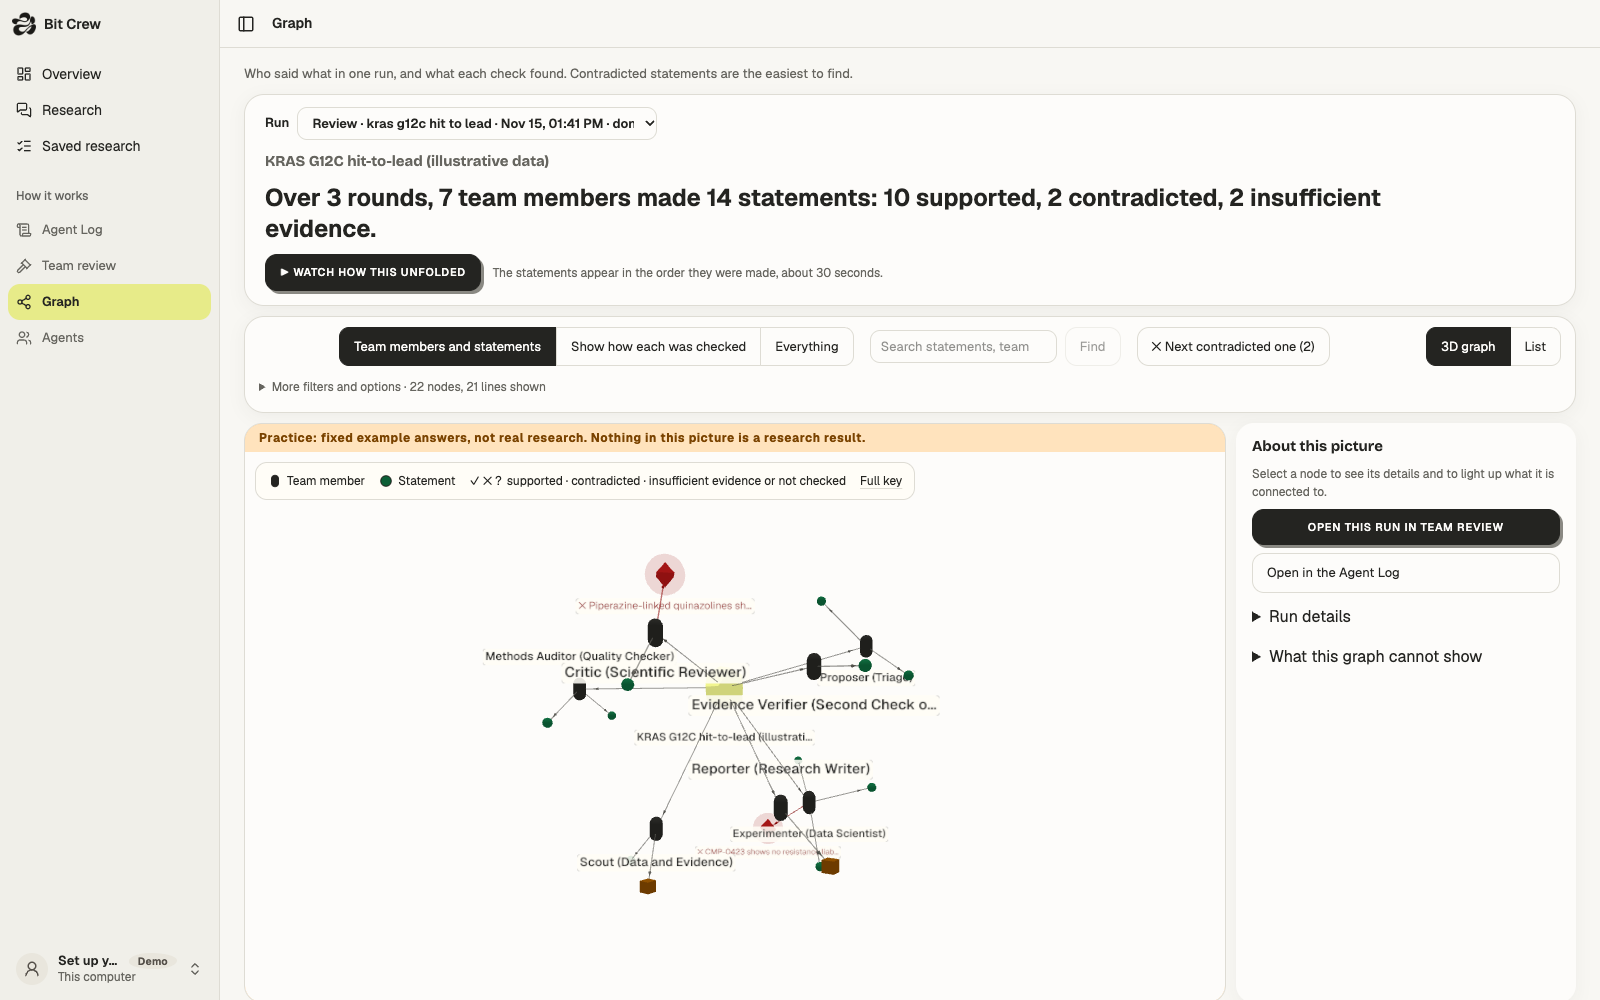 Bit Crew
Overview
Research
Saved research
How it works
Agent Log
Team review
Graph
Agents
Set up y... Demo
This computer
Graph
Who said what in one run, and what each check found. Contradicted statements are the easiest to find.
Run Review · kras g12c hit to lead · Nov 15, 01:41 PM · don
KRAS G12C hit-to-lead (illustrative data)
Over 3 rounds, 7 team members made 14 statements: 10 supported, 2 contradicted, 2 insufficient
evidence.
▶ WATCH HOW THIS UNFOLDED The statements appear in the order they were made, about 30 seconds.
Team members and statements Show how each was checked Everything Search statements, team Find ✕ Next contradicted one (2) 3D graph List
▶ More filters and options · 22 nodes, 21 lines shown
Practice: fixed example answers, not real research. Nothing in this picture is a research result.
Team member Statement ✓ ✕ ? supported · contradicted · insufficient evidence or not checked Full key
✕ Piperazine-linked quinazolines sh...
Methods Auditor (Quality Checker)
Critic (Scientific Reviewer)
Proposer (Triage)
Evidence Verifier (Second Check o...
KRAS G12C hit-to-lead (illustrati...
Reporter (Research Writer)
Experimenter (Data Scientist)
✕ CMP-0423 shows no resistance liab...
Scout (Data and Evidence)
About this picture
Select a node to see its details and to light up what it is
connected to.
OPEN THIS RUN IN TEAM REVIEW
Open in the Agent Log
▶ Run details
▶ What this graph cannot show